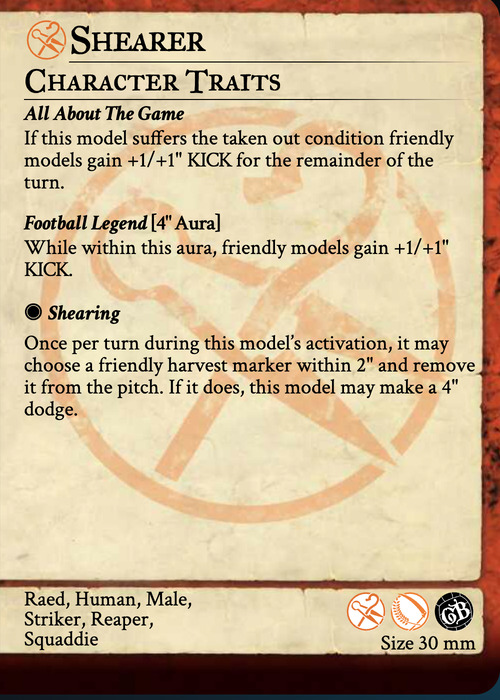 Shearer
Character Traits
All About The Game
If this model suffers the taken out condition friendly
models gain +1/+1" KICK for the remainder of the
turn.
Football Legend [4" Aura]
While within this aura, friendly models gain +1/+1"
KICK.
Shearing
Once per turn during this model's activation, it may
choose a friendly harvest marker within 2" and remove
it from the pitch. If it does, this model may make a 4"
dodge.
Raed, Human, Male,
Striker, Reaper,
Squaddie
GB
Size 30 mm